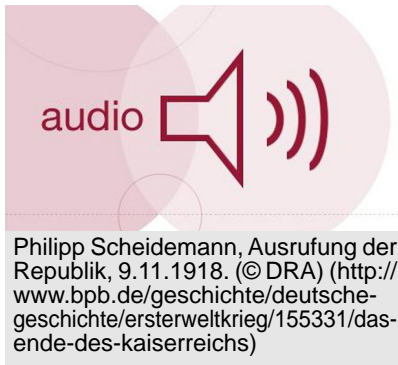 audio
Philipp Scheidemann, Ausrufung der
Republik, 9.11.1918. (© DRA) (http://
www.bpb.de/geschichte/deutsche-
geschichte/ersterweltkrieg/155331/das-
ende-des-kaiserreichs)